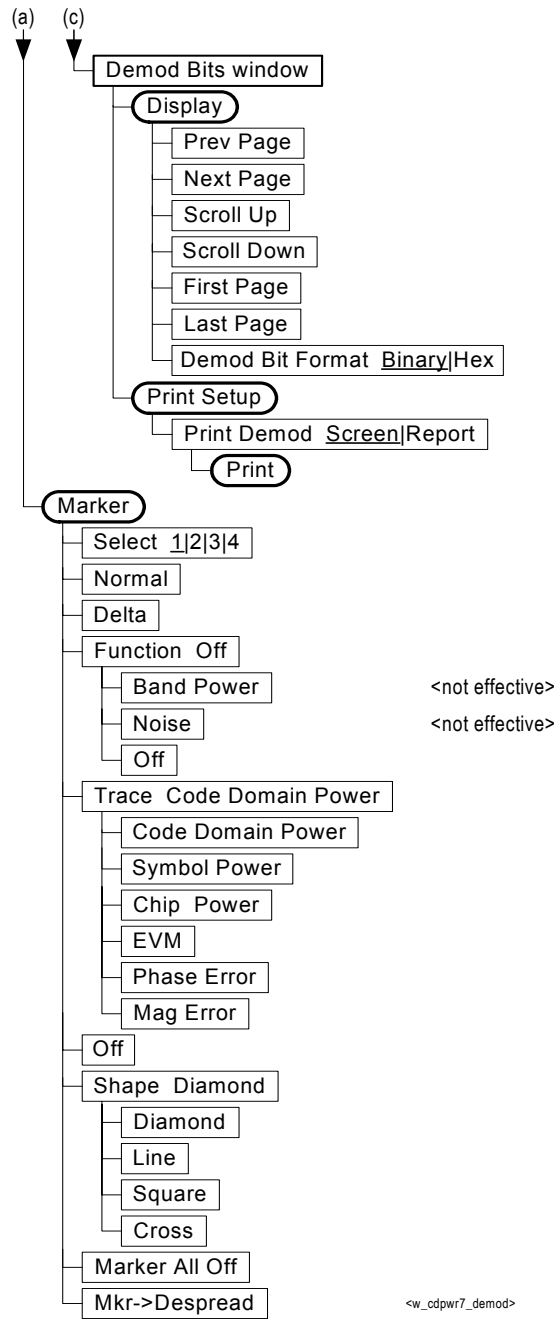 (a) (c)
Demod Bits window
Display
Prev Page
Next Page
Scroll Up
Scroll Down
First Page
Last Page
Demod Bit Format Binary|Hex
Print Setup
Print Demod Screen|Report
Print
Marker
Select 1|2|3|4
Normal
Delta
Function Off
Band Power <not effective>
Noise <not effective>
Off
Trace Code Domain Power
Code Domain Power
Symbol Power
Chip Power
EVM
Phase Error
Mag Error
Off
Shape Diamond
Diamond
Line
Square
Cross
Marker All Off
Mkr->Despread <w_cdpwr7_demod>